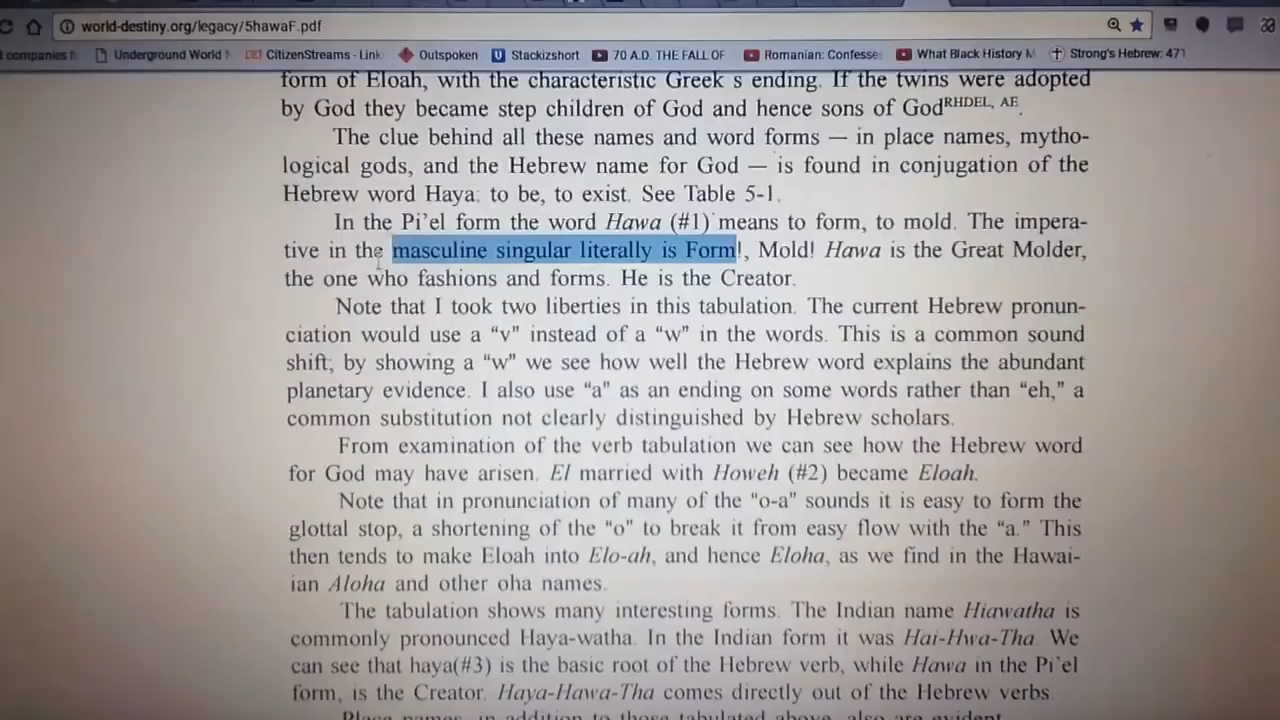 world-destiny.org/legacy/5hawaF.pdf
companies
Underground World
CitizenStreams - Link
Outspoken
Stackizshort
70 A.D. THE FALL OF
Romanian: Confesse
What Black History M
Strong's Hebrew: 471
form of Eloah, with the characteristic Greek s ending. If the twins were adopted
by God they became step children of God and hence sons of GodRHDEL, AE.
The clue behind all these names and word forms — in place names, mytho-
logical gods, and the Hebrew name for God — is found in conjugation of the
Hebrew word Haya: to be, to exist. See Table 5-1.
In the Pi'el form the word Hawa (#1) means to form, to mold. The impera-
tive in the masculine singular literally is Form!, Mold! Hawa is the Great Molder,
the one who fashions and forms. He is the Creator.
Note that I took two liberties in this tabulation. The current Hebrew pronun-
ciation would use a “v” instead of a “w” in the words. This is a common sound
shift; by showing a “w” we see how well the Hebrew word explains the abundant
planetary evidence. I also use “a” as an ending on some words rather than “eh,” a
common substitution not clearly distinguished by Hebrew scholars.
From examination of the verb tabulation we can see how the Hebrew word
for God may have arisen. El married with Howeh (#2) became Eloah.
Note that in pronunciation of many of the “o-a” sounds it is easy to form the
glottal stop, a shortening of the “o” to break it from easy flow with the “a.” This
then tends to make Eloah into Elo-ah, and hence Eloha, as we find in the Hawai-
ian Aloha and other oha names.
The tabulation shows many interesting forms. The Indian name Hiawatha is
commonly pronounced Haya-watha. In the Indian form it was Hai-Hwa-Tha. We
can see that haya(#3) is the basic root of the Hebrew verb, while Hawa in the Pi'el
form, is the Creator. Haya-Hawa-Tha comes directly out of the Hebrew verbs.
Place names, in addition to those tabulated above, also are evident